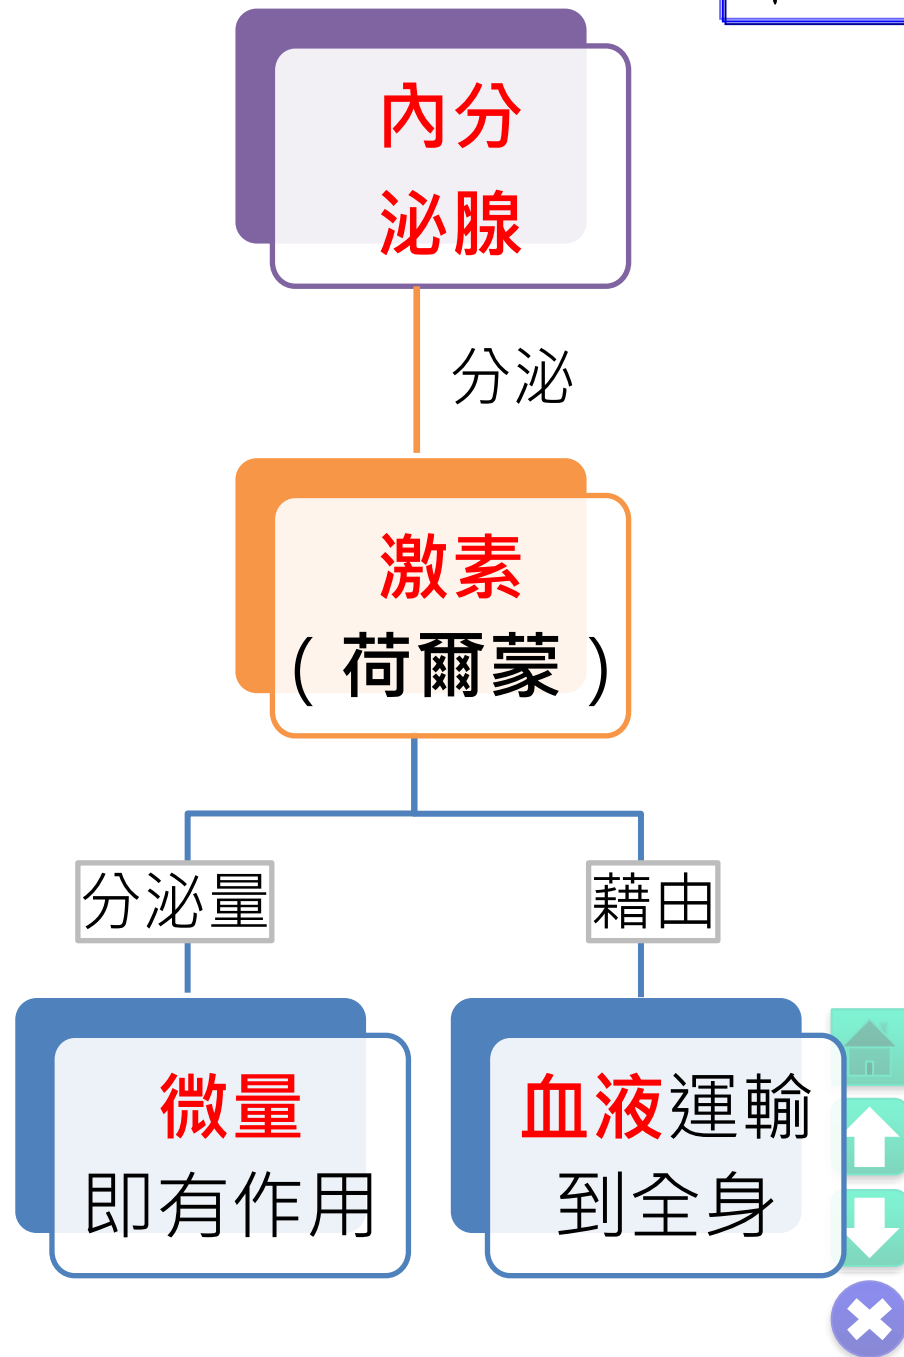 內分
泌腺
分泌
激素
(荷爾蒙)
分泌量
藉由
微量
即有作用
血液運輸
到全身